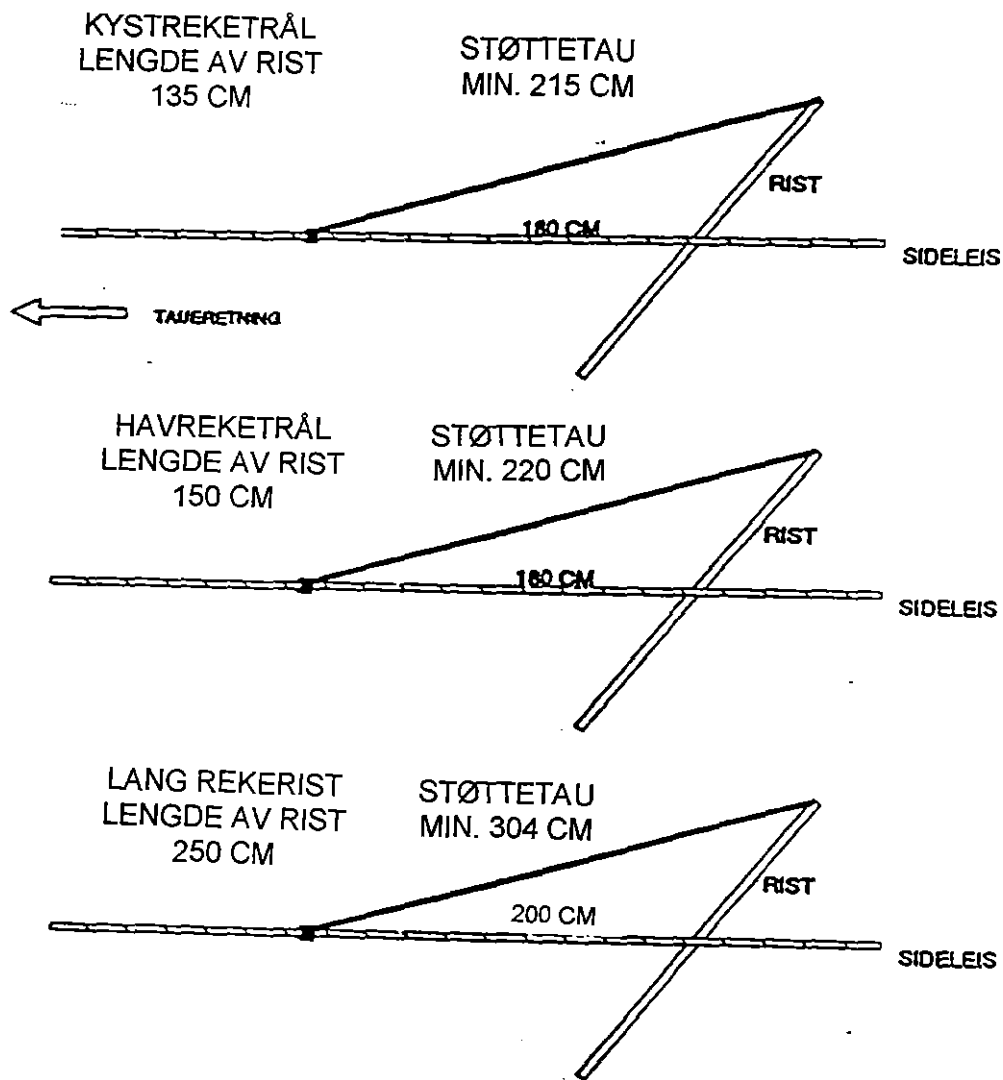 KYSTREKETRÅL
LENGDE AV RIST
135 CM
STØTTETAU
MIN. 215 CM
RIST
160 CM
SIDELEIS
TAUERETNING
HAVREKETRÅL
LENGDE AV RIST
150 CM
STØTTETAU
MIN. 220 CM
RIST
160 CM
SIDELEIS
LANG REKERIST
LENGDE AV RIST
250 CM
STØTTETAU
MIN. 304 CM
RIST
200 CM
SIDELEIS